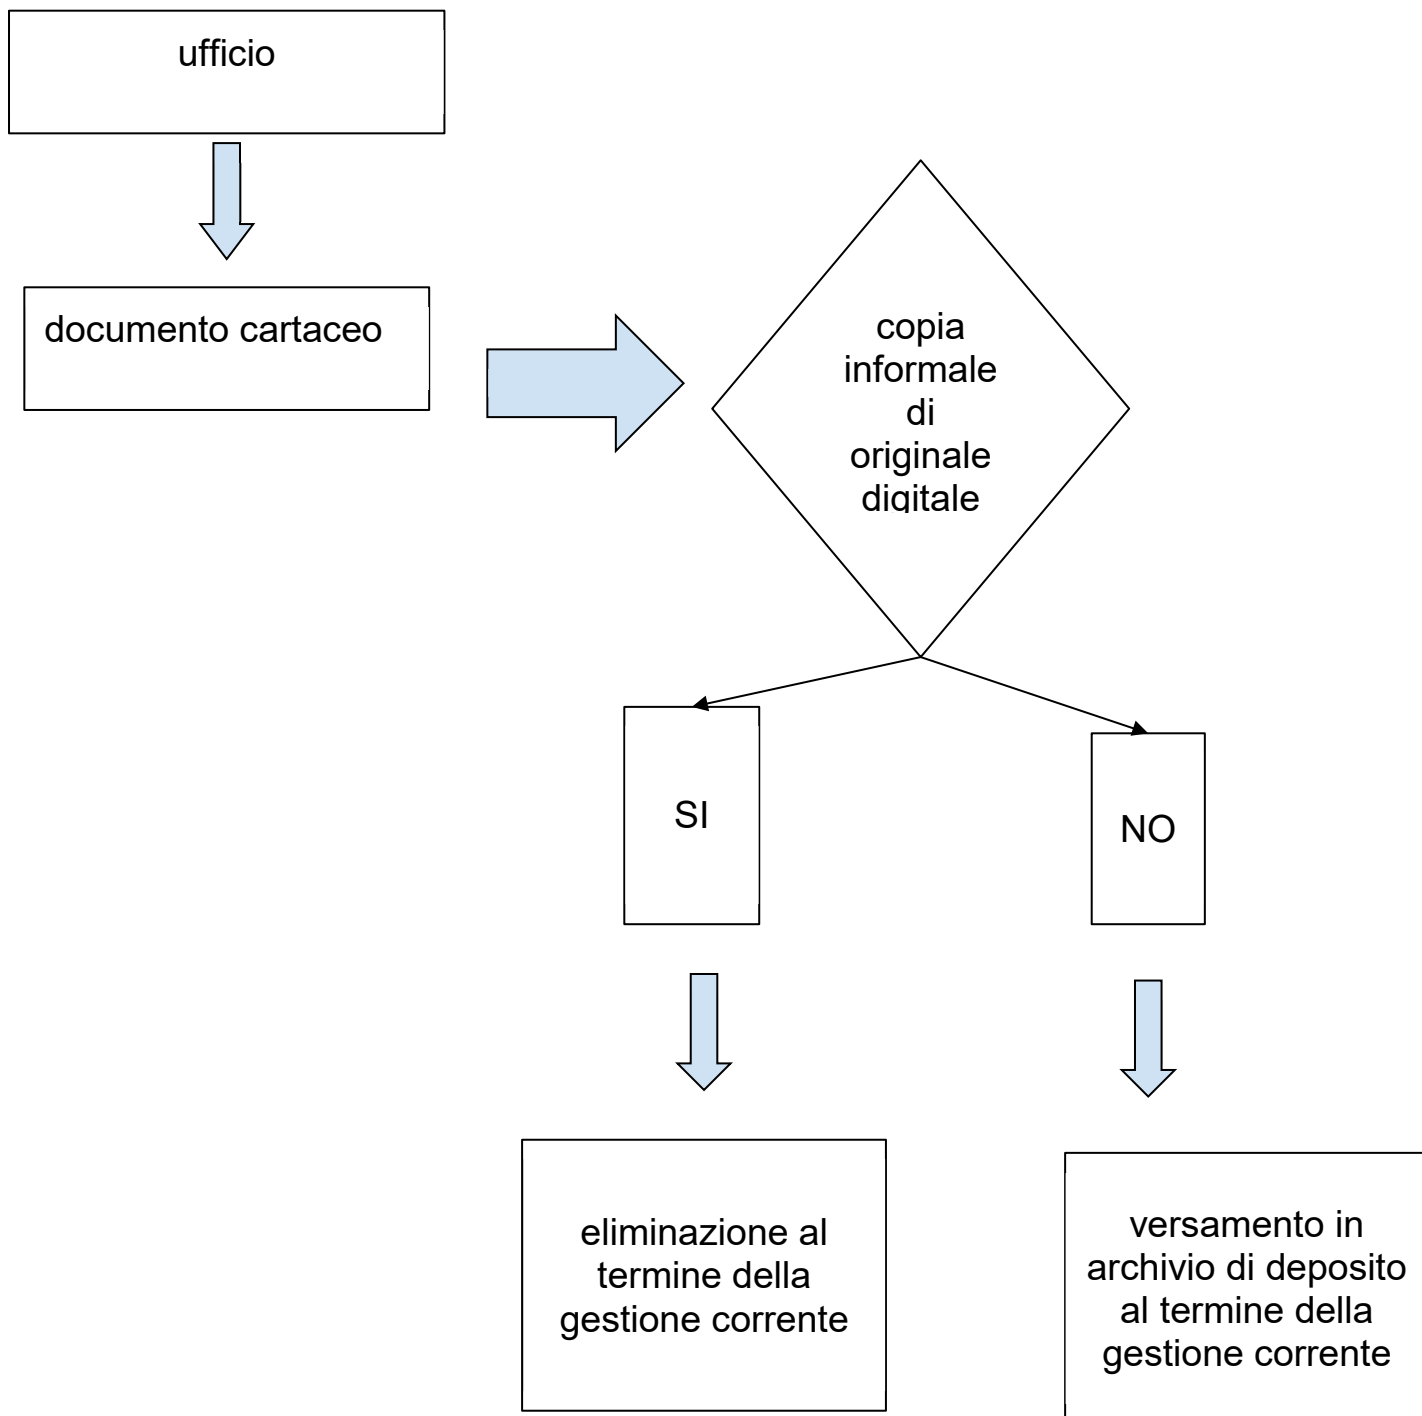 ufficio
documento cartaceo
copia
informale
di
originale
digitale
SI
NO
eliminazione al
termine della
gestione corrente
versamento in
archivio di deposito
al termine della
gestione corrente